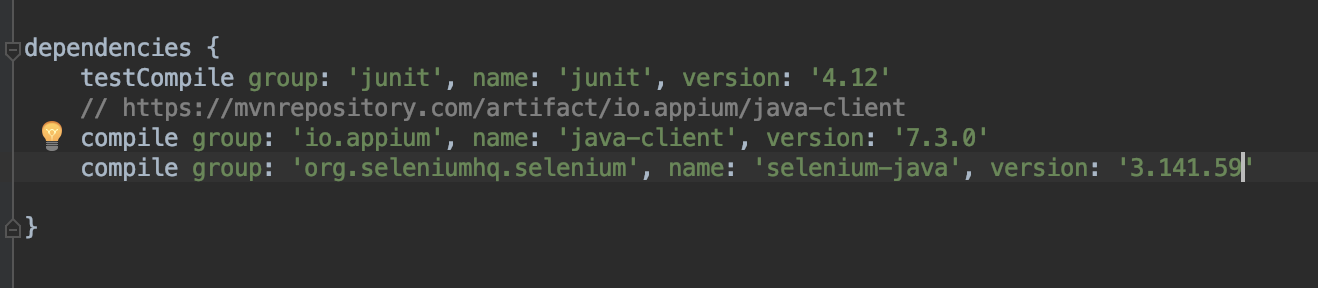 dependencies {
    testCompile group: 'junit', name: 'junit', version: '4.12'
    // https://mvnrepository.com/artifact/io.appium/java-client
    compile group: 'io.appium', name: 'java-client', version: '7.3.0'
    compile group: 'org.seleniumhq.selenium', name: 'selenium-java', version: '3.141.59'
}